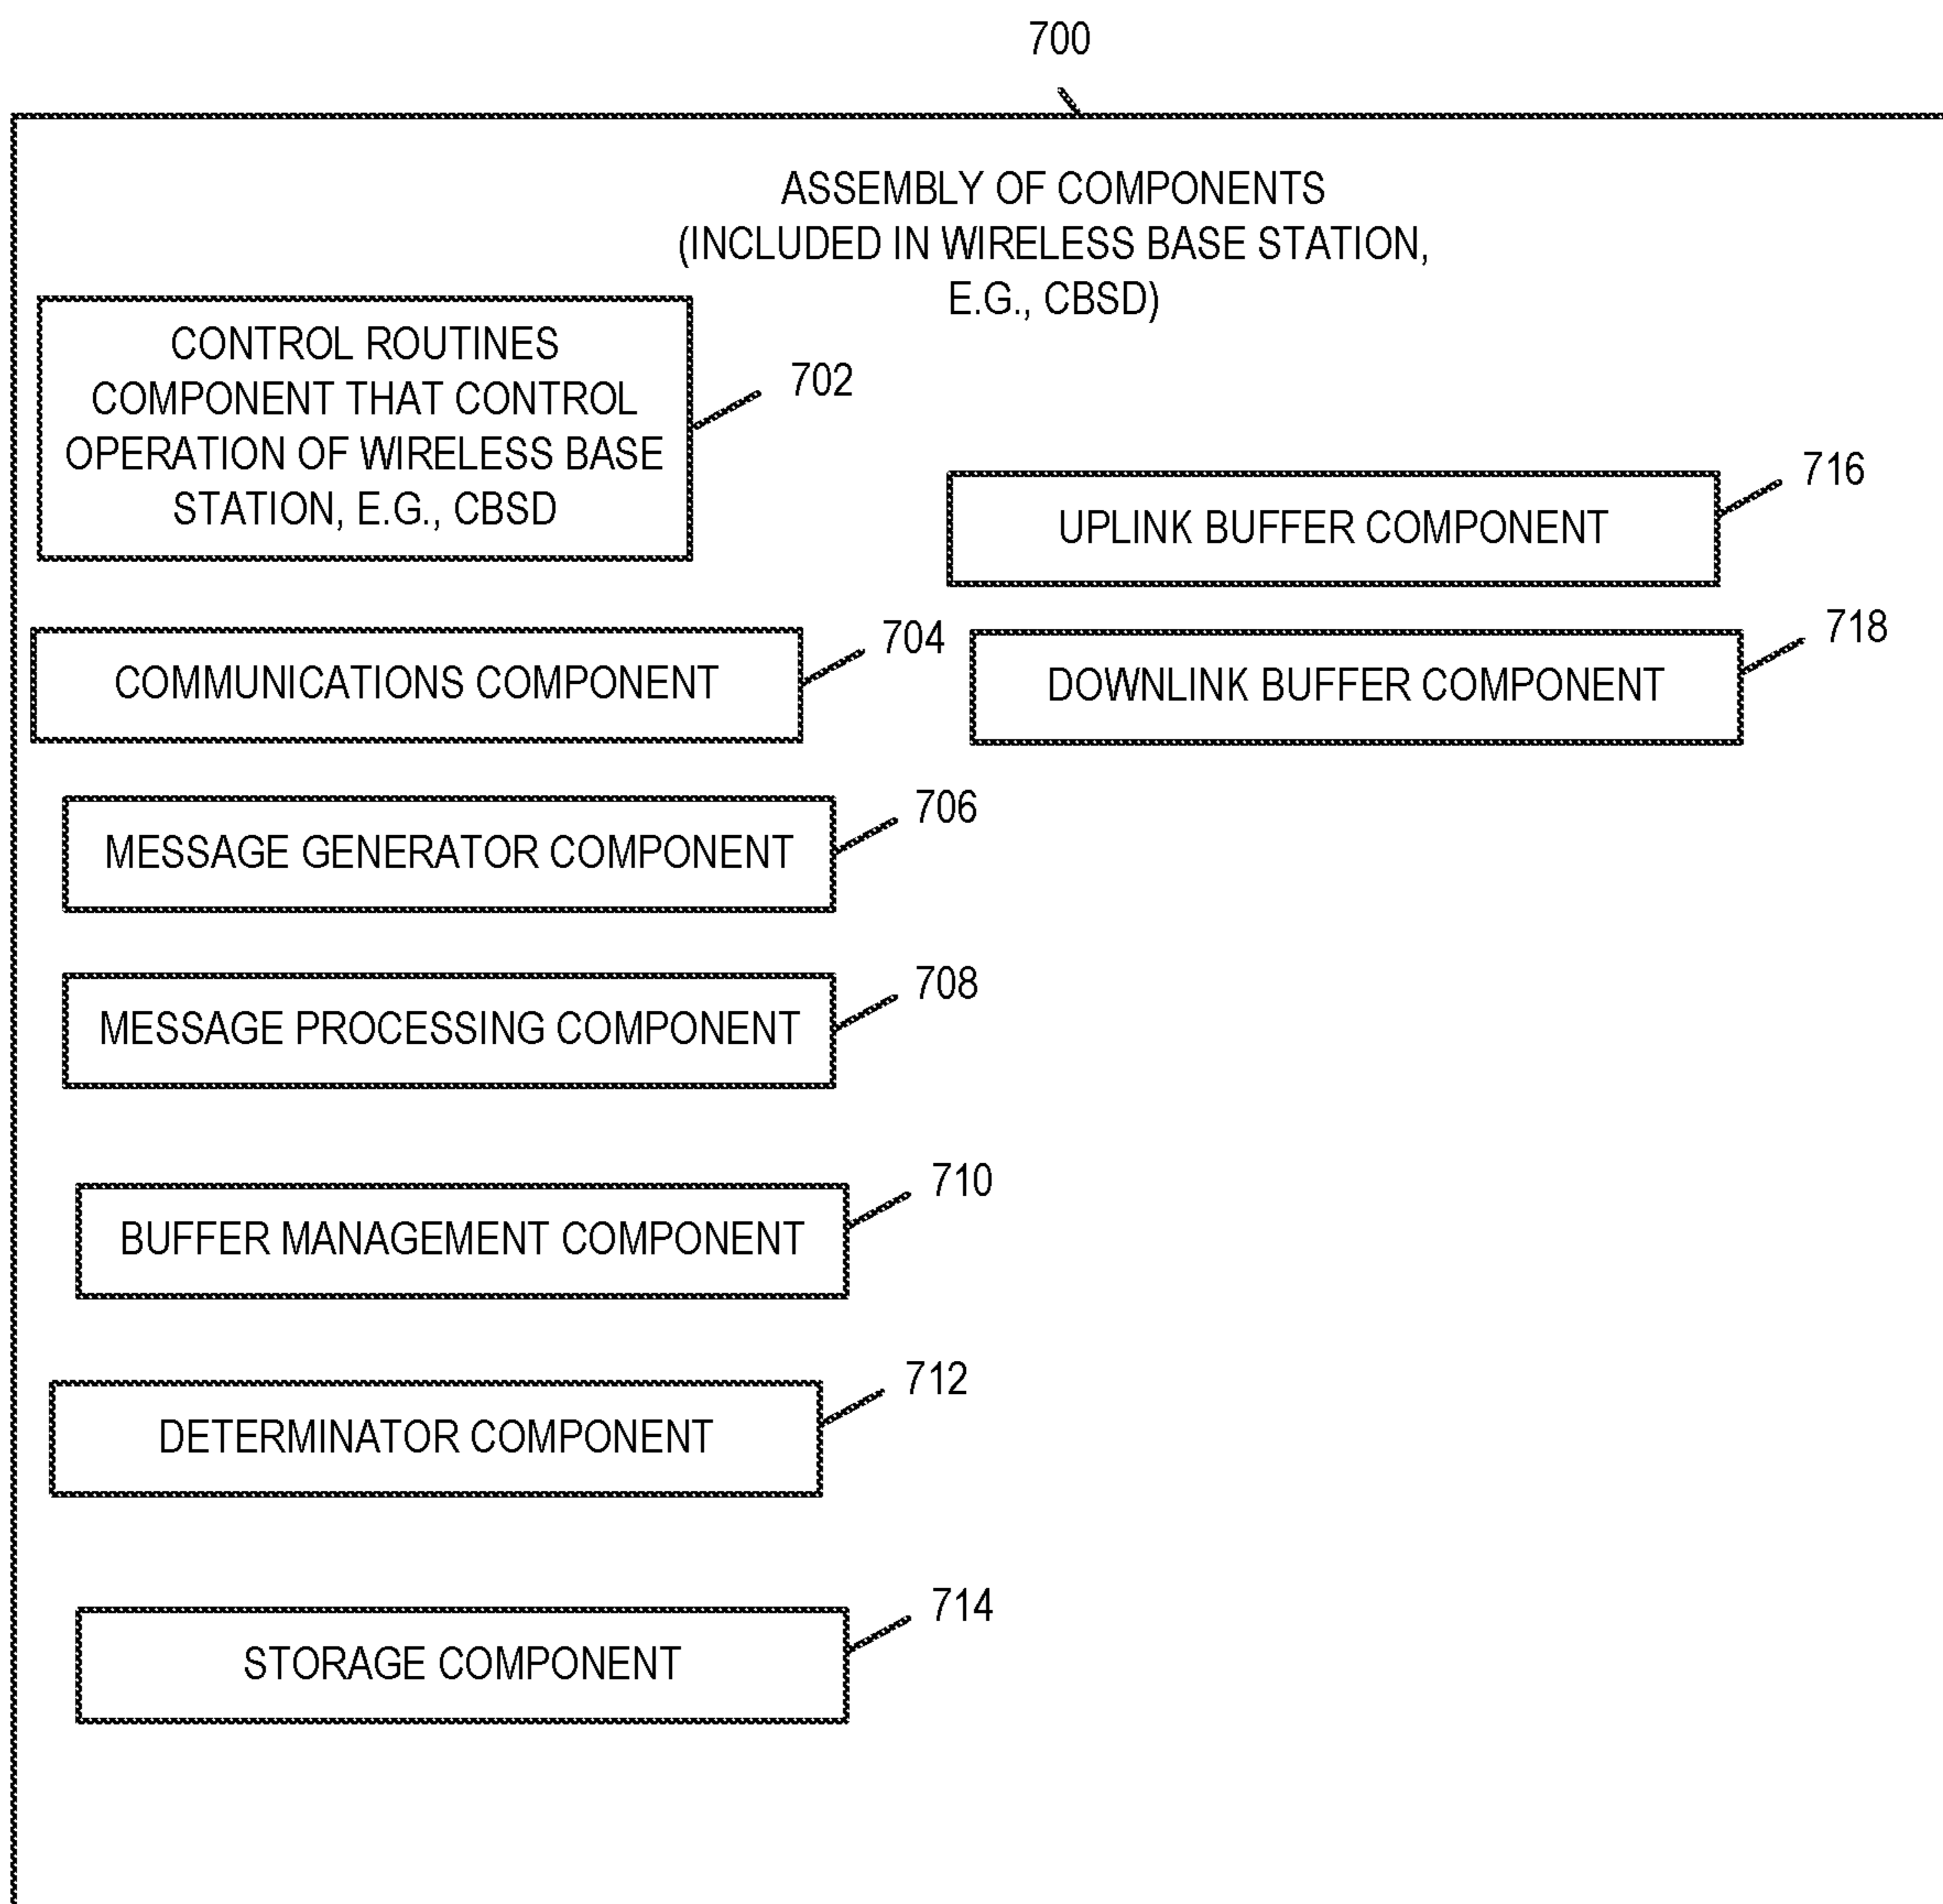 700
ASSEMBLY OF COMPONENTS
(INCLUDED IN WIRELESS BASE STATION,
E.G., CBSD)
CONTROL ROUTINES
COMPONENT THAT CONTROL
OPERATION OF WIRELESS BASE
STATION, E.G., CBSD
702
UPLINK BUFFER COMPONENT
716
COMMUNICATIONS COMPONENT
704
DOWNLINK BUFFER COMPONENT
718
MESSAGE GENERATOR COMPONENT
706
MESSAGE PROCESSING COMPONENT
708
BUFFER MANAGEMENT COMPONENT
710
DETERMINATOR COMPONENT
712
STORAGE COMPONENT
714